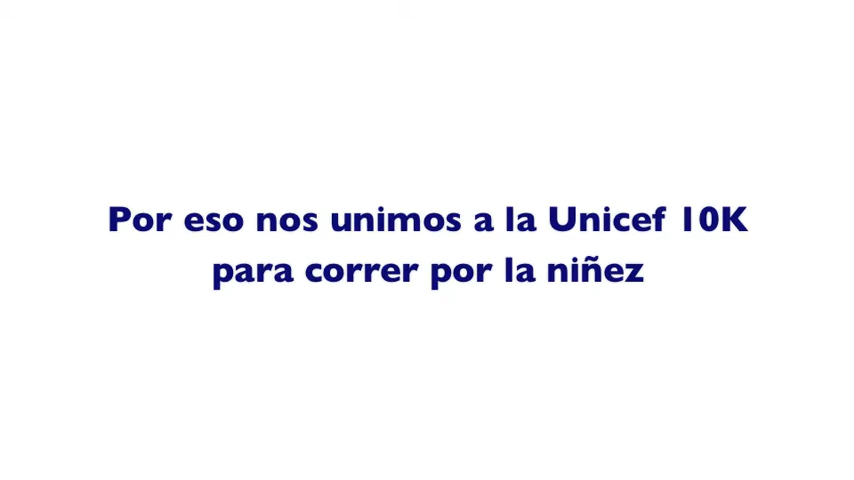 Por eso nos unimos a la Unicef 10K
para correr por la niñez